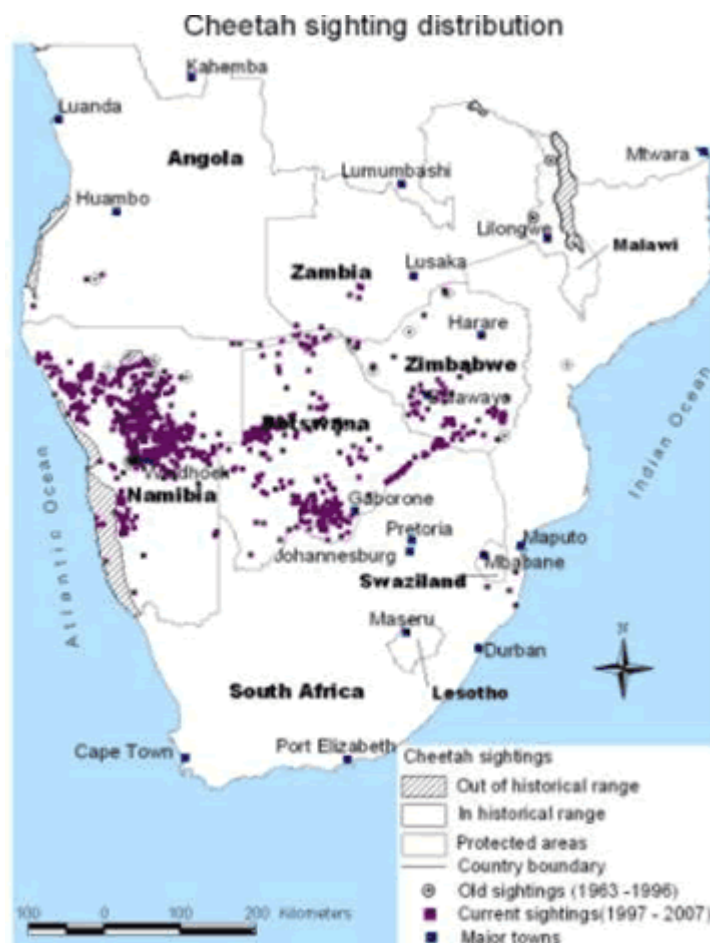 Cheetah sighting distribution
Kahemba
Luanda
Angola
Mtwara
Lumumbashi
Huambo
Lilongwe
Malawi
Zambia
Lusaka
Harare
Zimbabwe
Botswana
Namibia
Gaborone
Pretoria
Johannesburg
Maputo
Mbabane
Swaziland
Maseru
Durban
South Africa
Lesotho
Cape Town
Port Elizabeth
Atlantic Ocean
Indian Ocean
Cheetah sightings
Out of historical range
In historical range
Protected areas
Country boundary
Old sightings (1963 -1996)
Current sightings(1997 - 2007)
Major towns
100 0 100 200 Kilometers